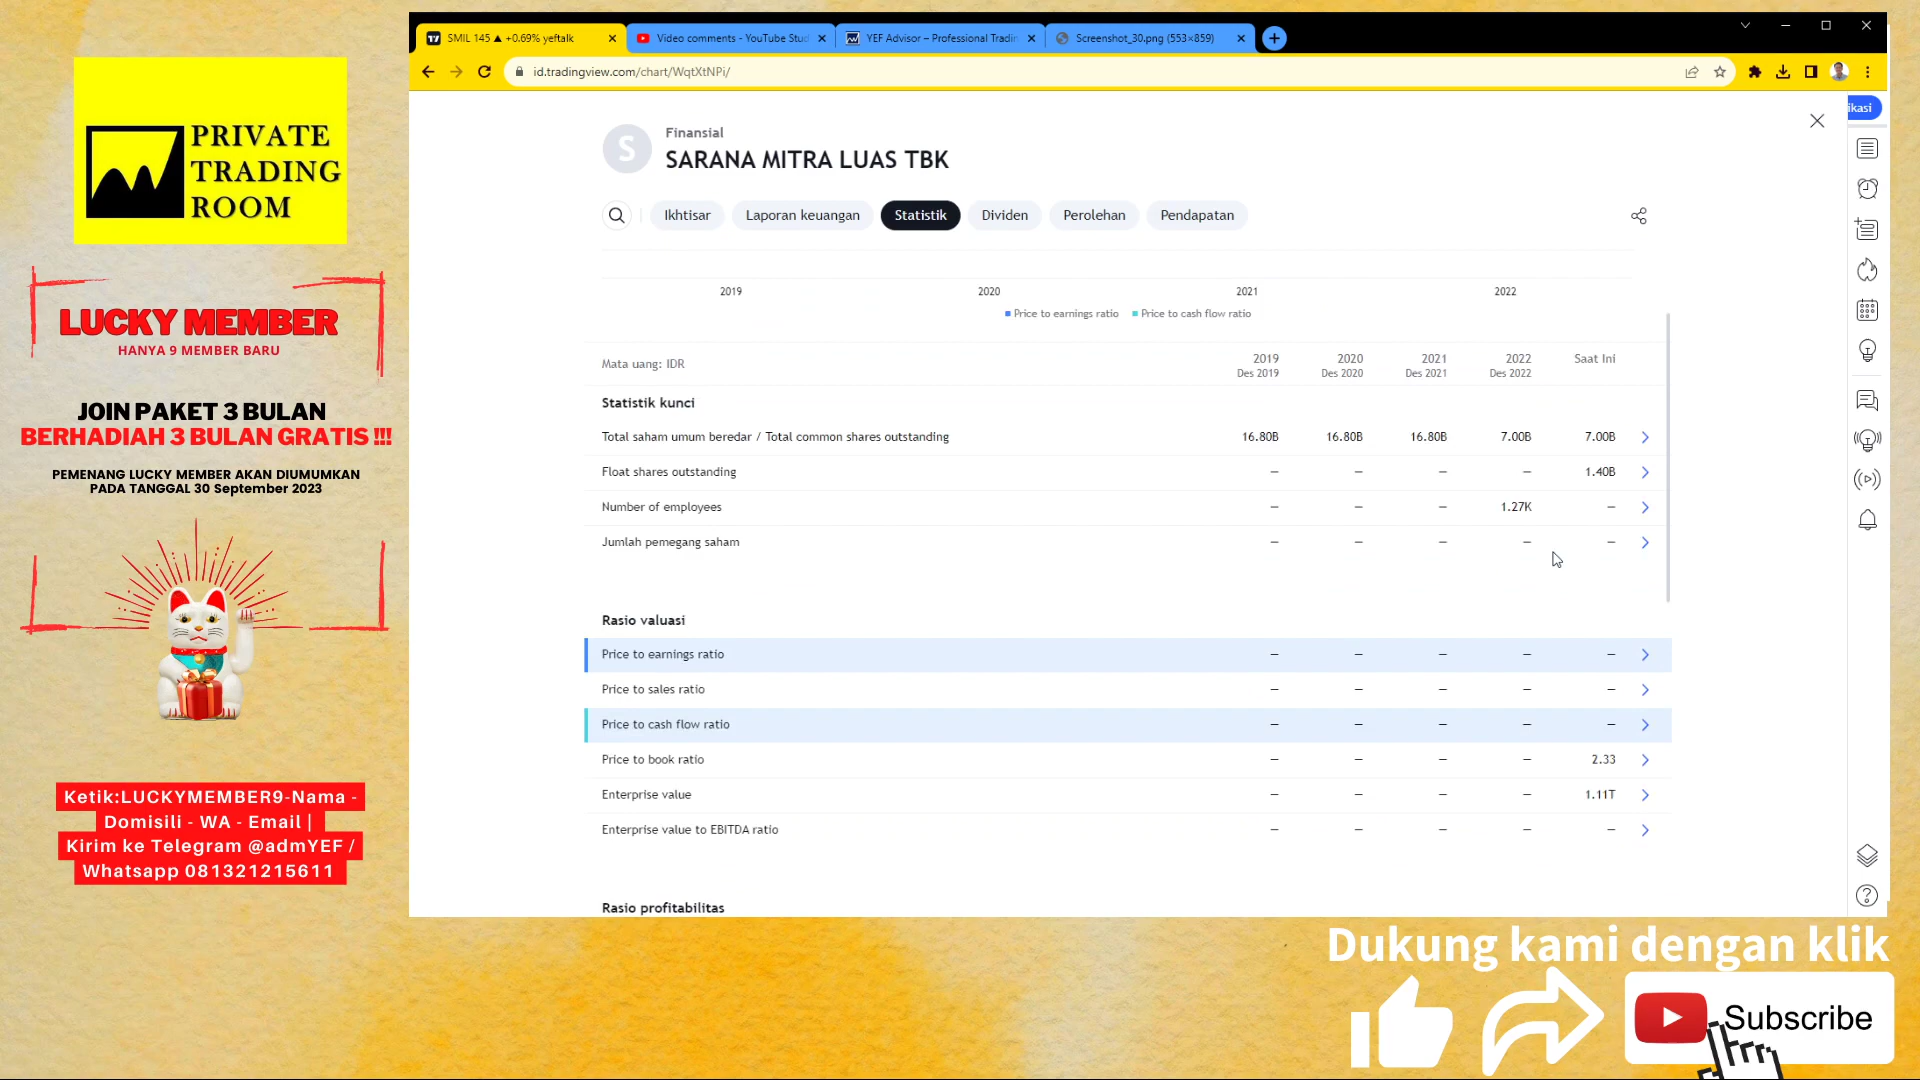 PRIVATE
TRADING
ROOM
LUCKY MEMBER
HANYA 9 MEMBER BARU
JOIN PAKET 3 BULAN
BERHADIAH 3 BULAN GRATIS !!!
PEMENANG LUCKY MEMBER AKAN DIUMUMKAN
PADA TANGGAL 30 September 2023
Ketik:LUCKYMEMBER9-Nama -
Domisili - WA - Email |
Kirim ke Telegram @admYEF /
Whatsapp 081321215611
SMIL 145 ▲ +0.69% yeftalk
Video comments - YouTube Stud
YEF Advisor – Professional Tradin
Screenshot_30.png (553×859)
id.tradingview.com/chart/WqtXtNPi/
ikasi
S
Finansial
SARANA MITRA LUAS TBK
Ikhtisar Laporan keuangan Statistik Dividen Perolehan Pendapatan
2019 2020 2021 2022
Price to earnings ratio Price to cash flow ratio
Mata uang: IDR
2019 2020 2021 2022 Saat Ini
Des 2019 Des 2020 Des 2021 Des 2022
Statistik kunci
Total saham umum beredar / Total common shares outstanding 16.80B 16.80B 16.80B 7.00B 7.00B
Float shares outstanding — — — — 1.40B
Number of employees — — — 1.27K —
Jumlah pemegang saham — — — — —
Rasio valuasi
Price to earnings ratio — — — — —
Price to sales ratio — — — — —
Price to cash flow ratio — — — — —
Price to book ratio — — — — 2.33
Enterprise value — — — — 1.11T
Enterprise value to EBITDA ratio — — — — —
Rasio profitabilitas
Dukung kami dengan klik
Subscribe